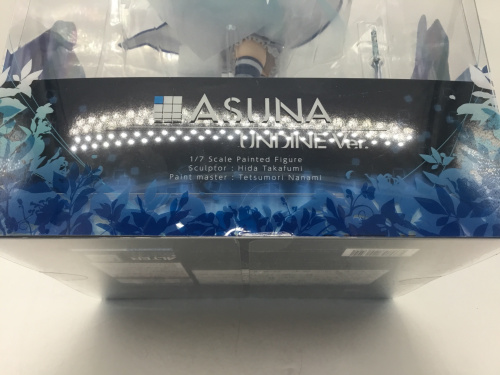 ASUNA
UNDINE Ver.
1/7 Scale Painted Figure
Sculptor : Hida Takafumi
Paint master : Tetsumori Nanami